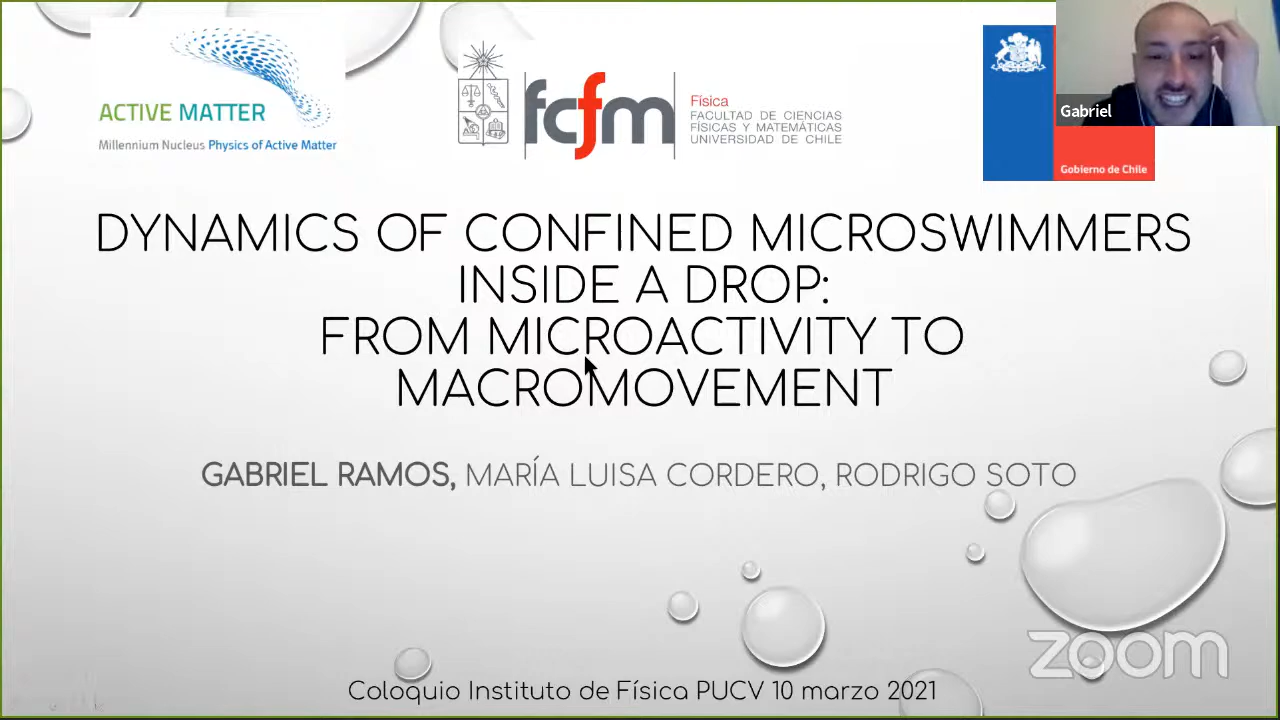 ACTIVE MATTER
Millennium Nucleus Physics of Active Matter
fcfm
Física
FACULTAD DE CIENCIAS
FÍSICAS Y MATEMÁTICAS
UNIVERSIDAD DE CHILE
Gobierno de Chile
Gabriel
DYNAMICS OF CONFINED MICROSWIMMERS
INSIDE A DROP:
FROM MICROACTIVITY TO
MACROMOVEMENT
GABRIEL RAMOS, MARÍA LUISA CORDERO, RODRIGO SOTO
zoom
Coloquio Instituto de Física PUCV 10 marzo 2021